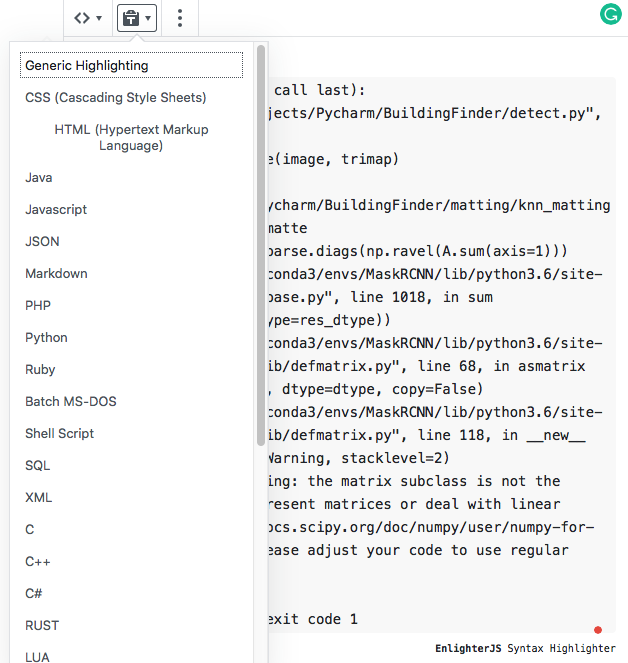 Generic Highlighting
CSS (Cascading Style Sheets)
HTML (Hypertext Markup
Language)
Java
Javascript
JSON
Markdown
PHP
Python
Ruby
Batch MS-DOS
Shell Script
SQL
XML
C
C++
C#
RUST
LUA
call last):
jects/Pycharm/BuildingFinder/detect.py",
e(image, trimap)
ycharm/BuildingFinder/matting/knn_matting
matte
parse.diags(np.ravel(A.sum(axis=1)))
conda3/envs/MaskRCNN/lib/python3.6/site-
base.py", line 1018, in sum
ype=res_dtype))
conda3/envs/MaskRCNN/lib/python3.6/site-
ib/defmatrix.py", line 68, in asmatrix
, dtype=dtype, copy=False)
conda3/envs/MaskRCNN/lib/python3.6/site-
ib/defmatrix.py", line 118, in __new__
Warning, stacklevel=2)
ing: the matrix subclass is not the
resent matrices or deal with linear
ocs.scipy.org/doc/numpy/user/numpy-for-
ease adjust your code to use regular
exit code 1
EnlighterJS Syntax Highlighter